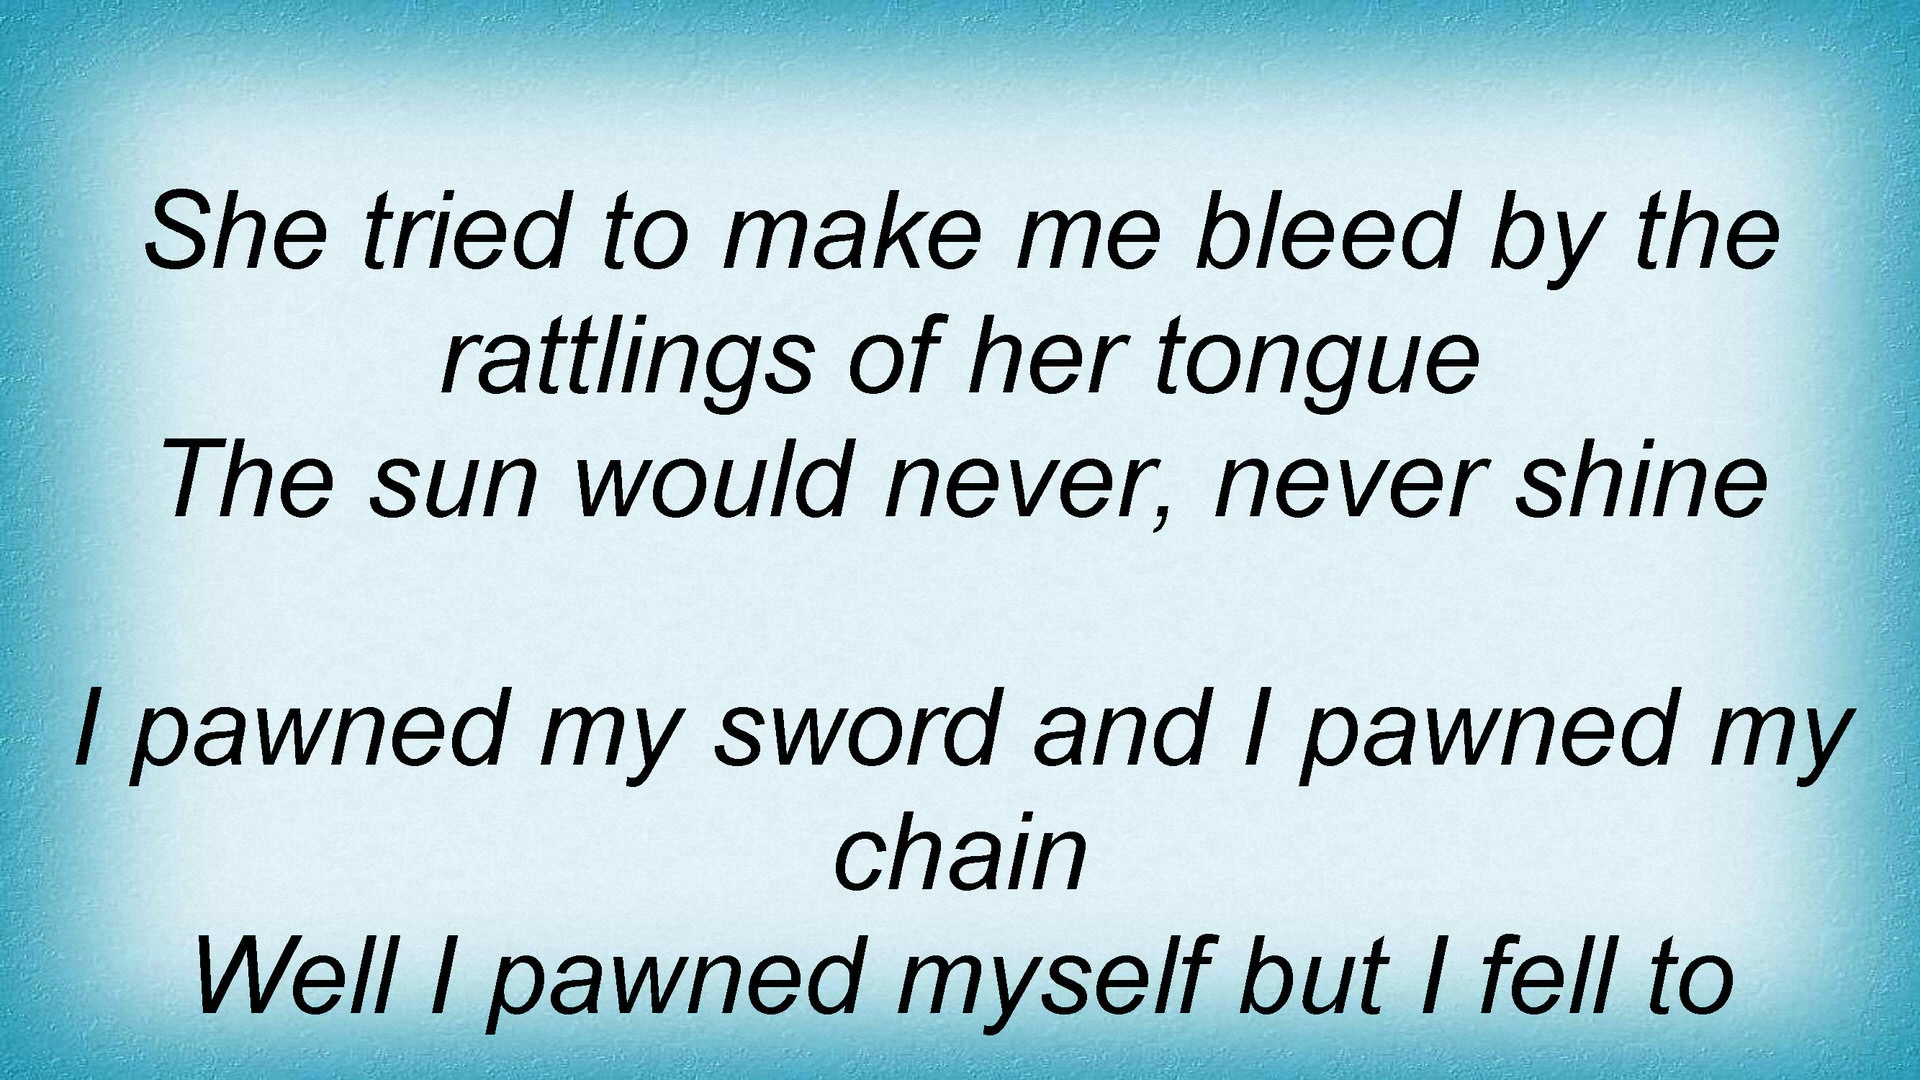 She tried to make me bleed by the
rattlings of her tongue
The sun would never, never shine
I pawned my sword and I pawned my
chain
Well I pawned myself but I fell to